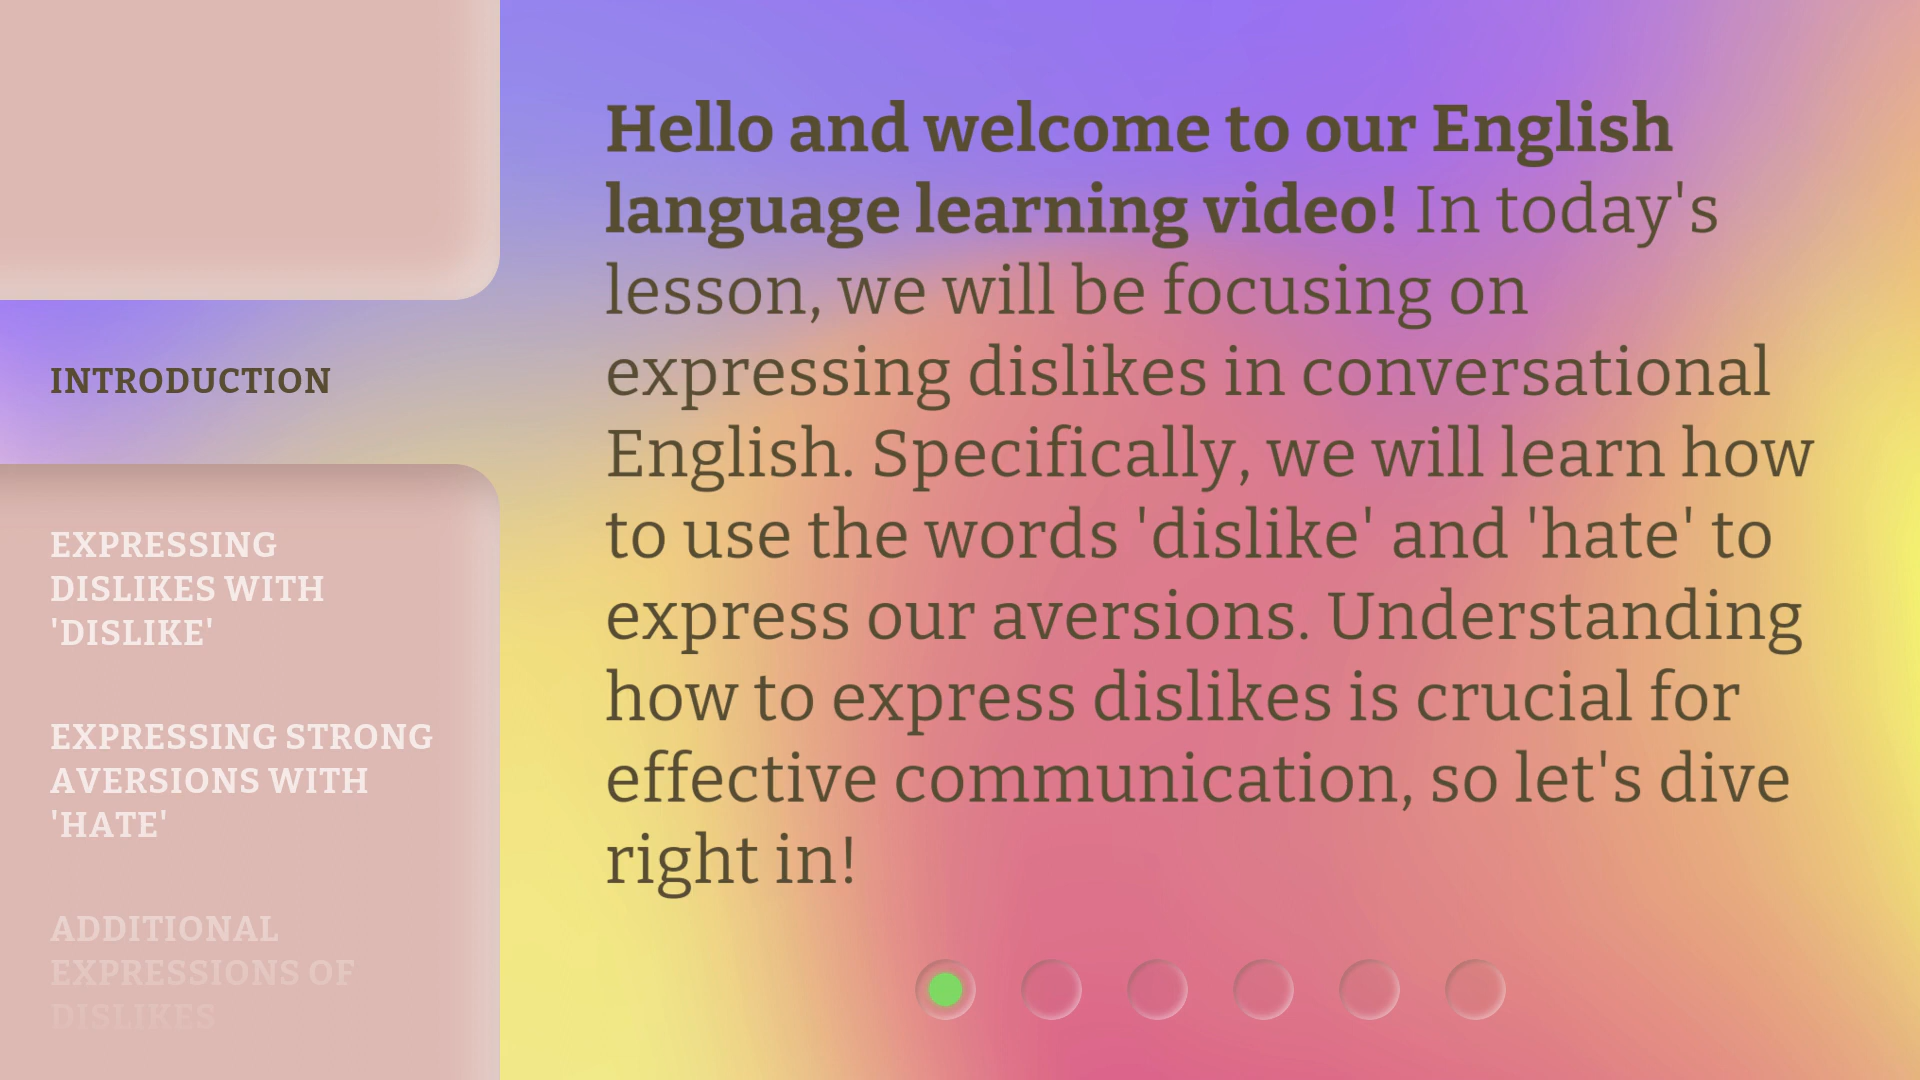 INTRODUCTION
EXPRESSING
DISLIKES WITH
'DISLIKE'
EXPRESSING STRONG
AVERSIONS WITH
'HATE'
ADDITIONAL
EXPRESSIONS OF
DISLIKES
Hello and welcome to our English
language learning video! In today's
lesson, we will be focusing on
expressing dislikes in conversational
English. Specifically, we will learn how
to use the words 'dislike' and 'hate' to
express our aversions. Understanding
how to express dislikes is crucial for
effective communication, so let's dive
right in!